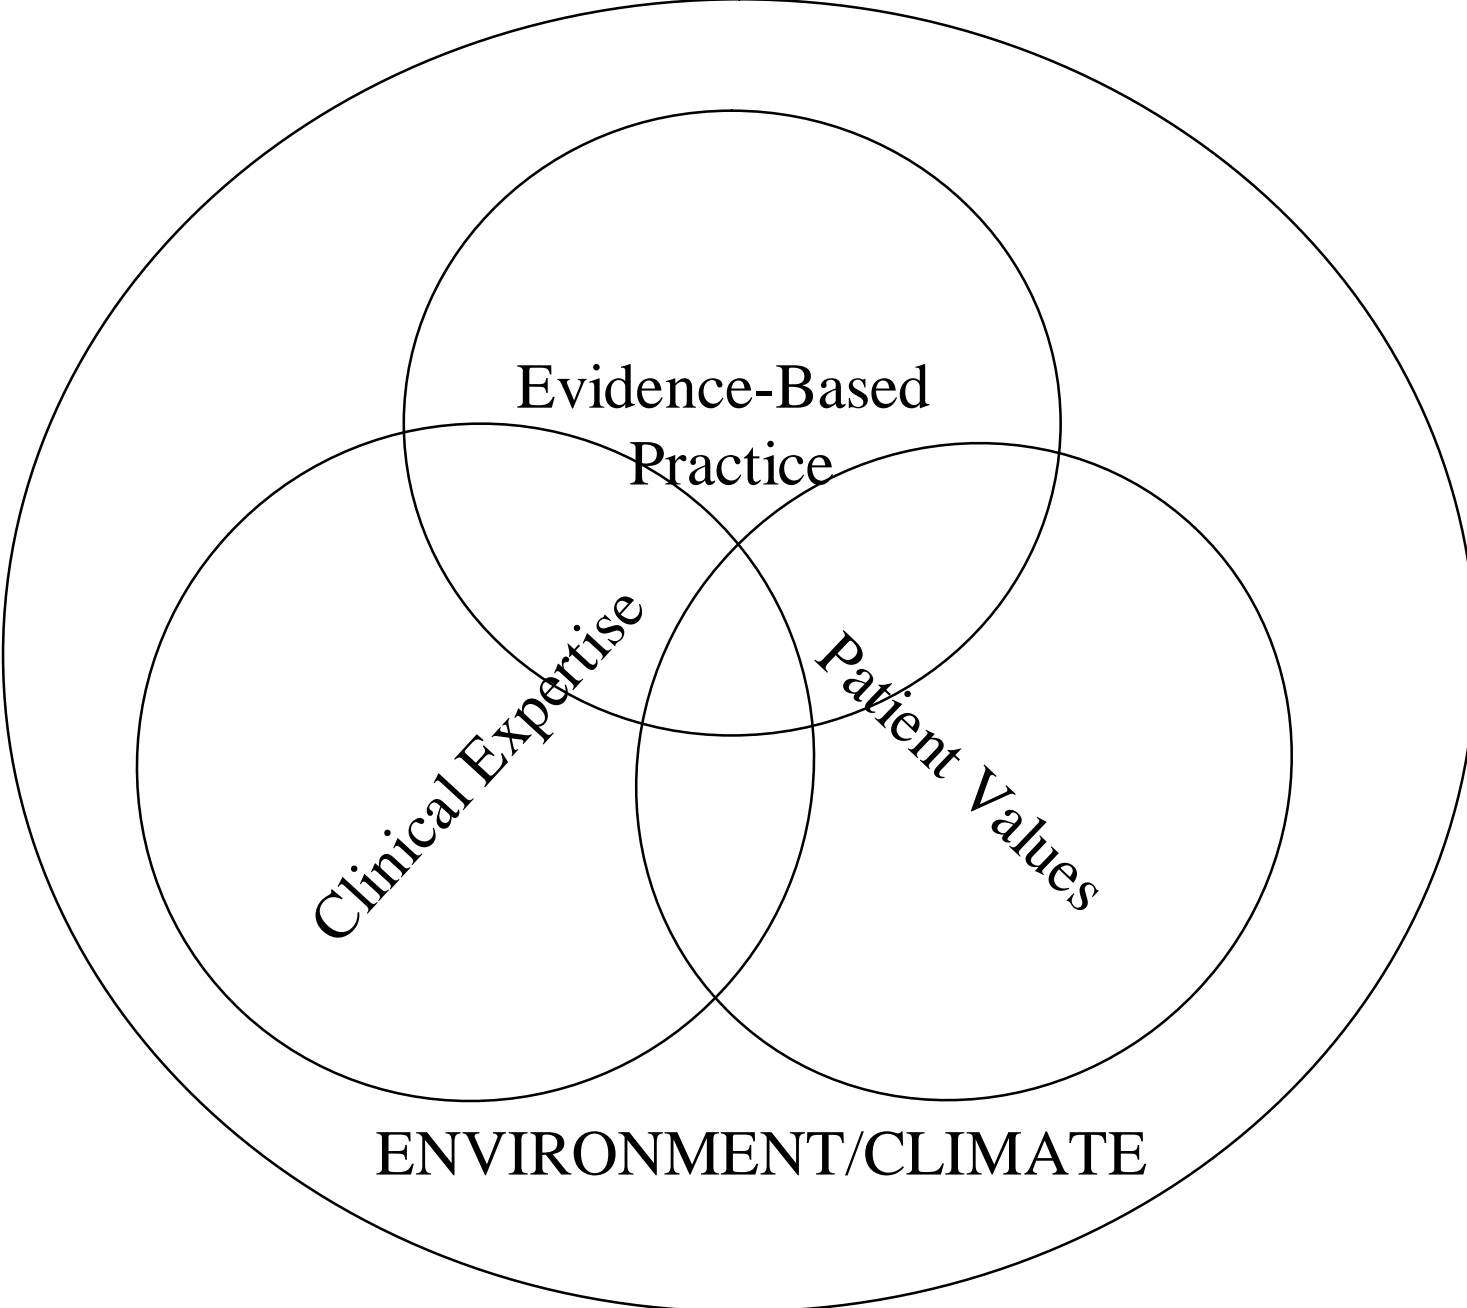 Evidence-Based
Practice
Clinical Expertise
Patient Values
ENVIRONMENT/CLIMATE